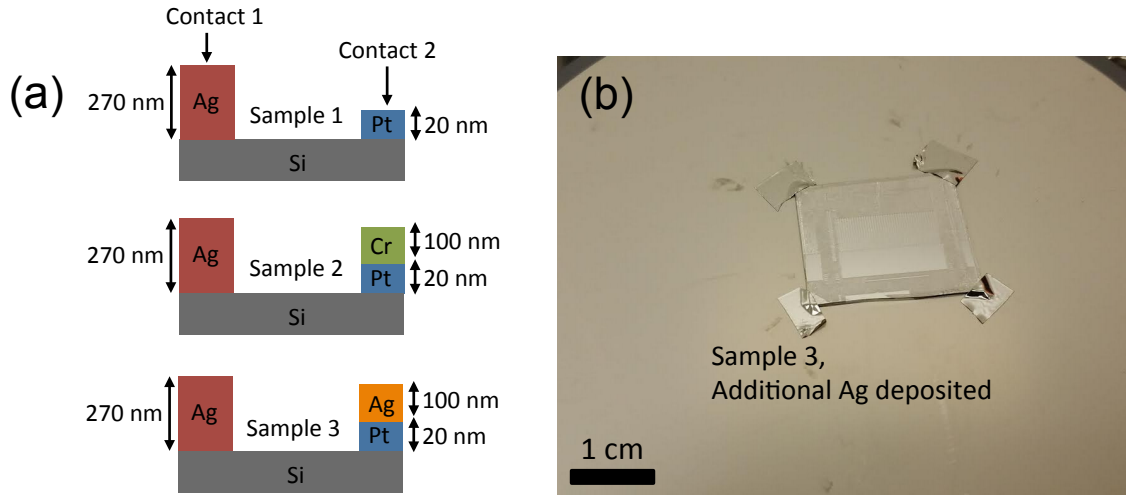 (a)
Contact 1
Contact 2
270 nm
Ag
Sample 1
Pt
20 nm
Si
270 nm
Ag
Sample 2
Cr
100 nm
Pt
20 nm
Si
270 nm
Ag
Sample 3
Ag
100 nm
Pt
20 nm
Si
(b)
Sample 3,
Additional Ag deposited
1 cm